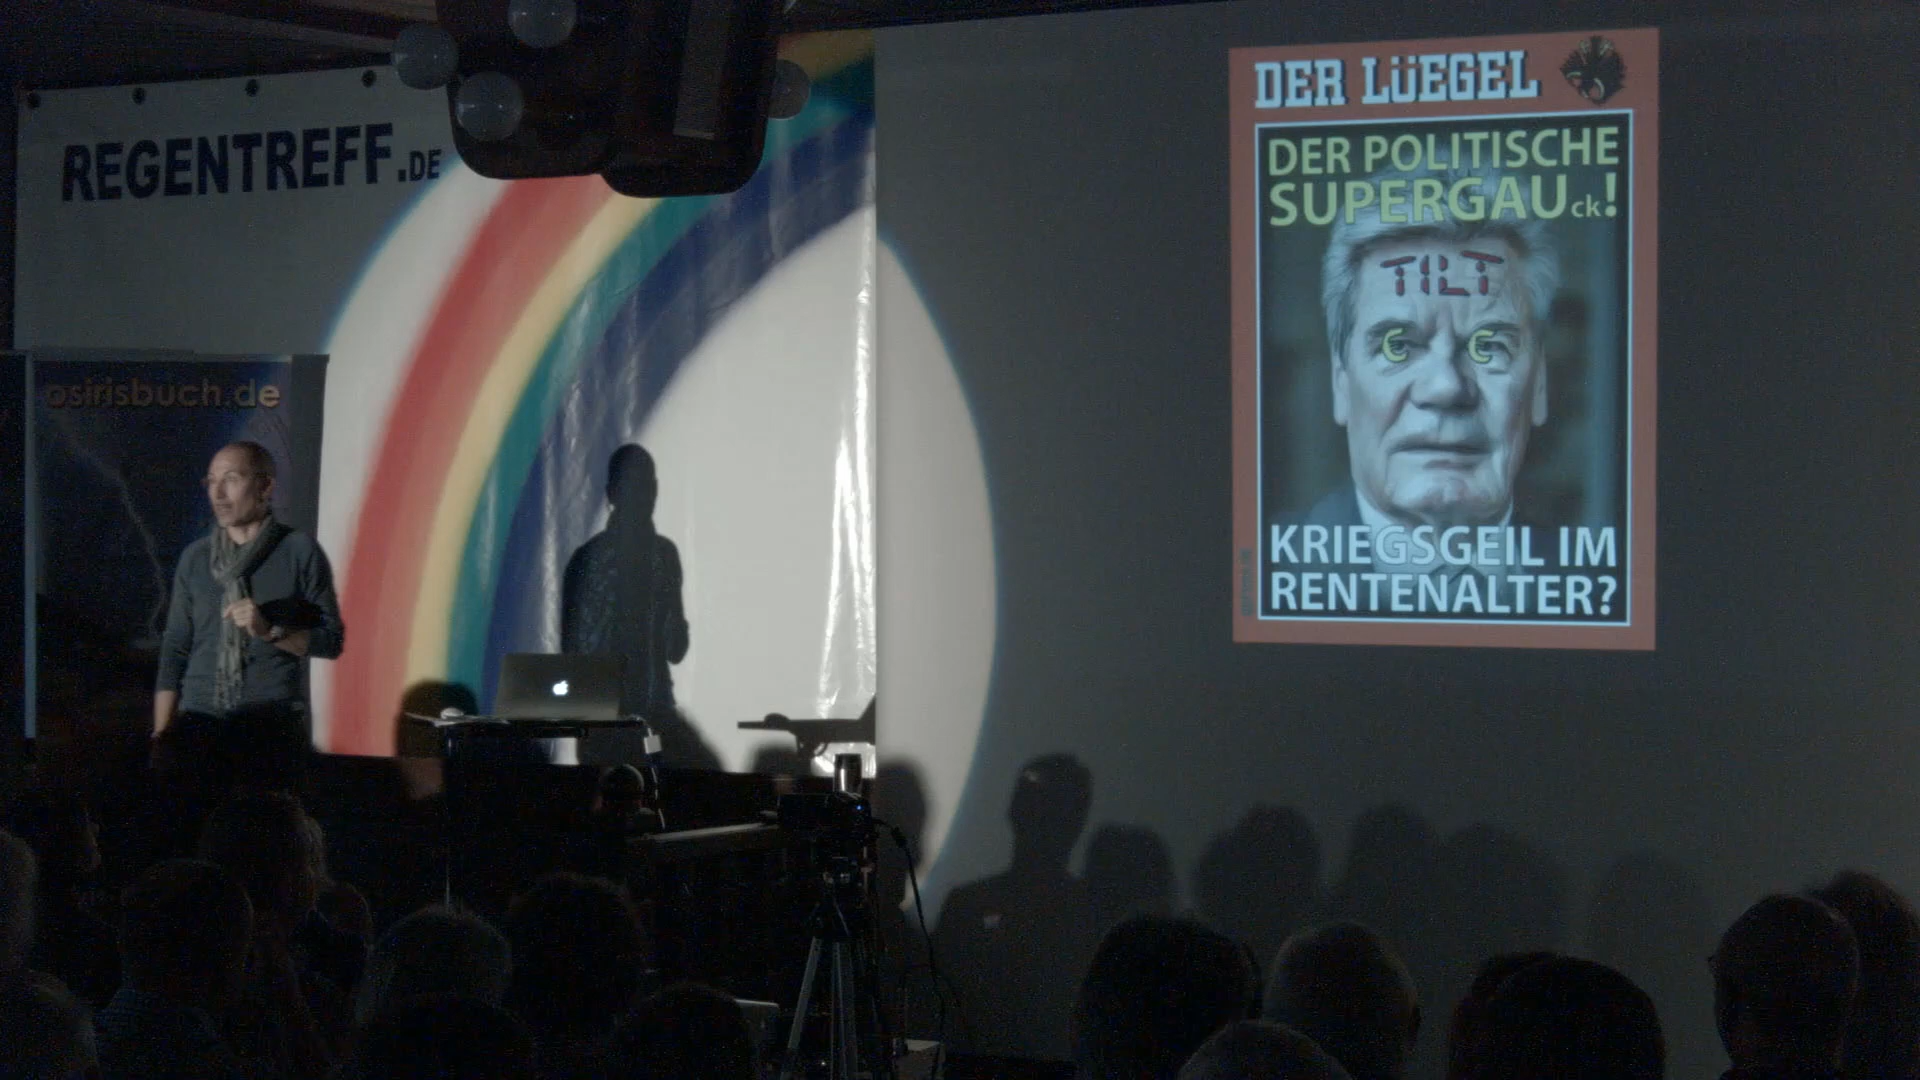 REGENTREFF.DE
osirisbuch.de
DER LÜEGEL
DER POLITISCHE
SUPERGAUck!
TILT
€ €
KRIEGSGEIL IM
RENTENALTER?